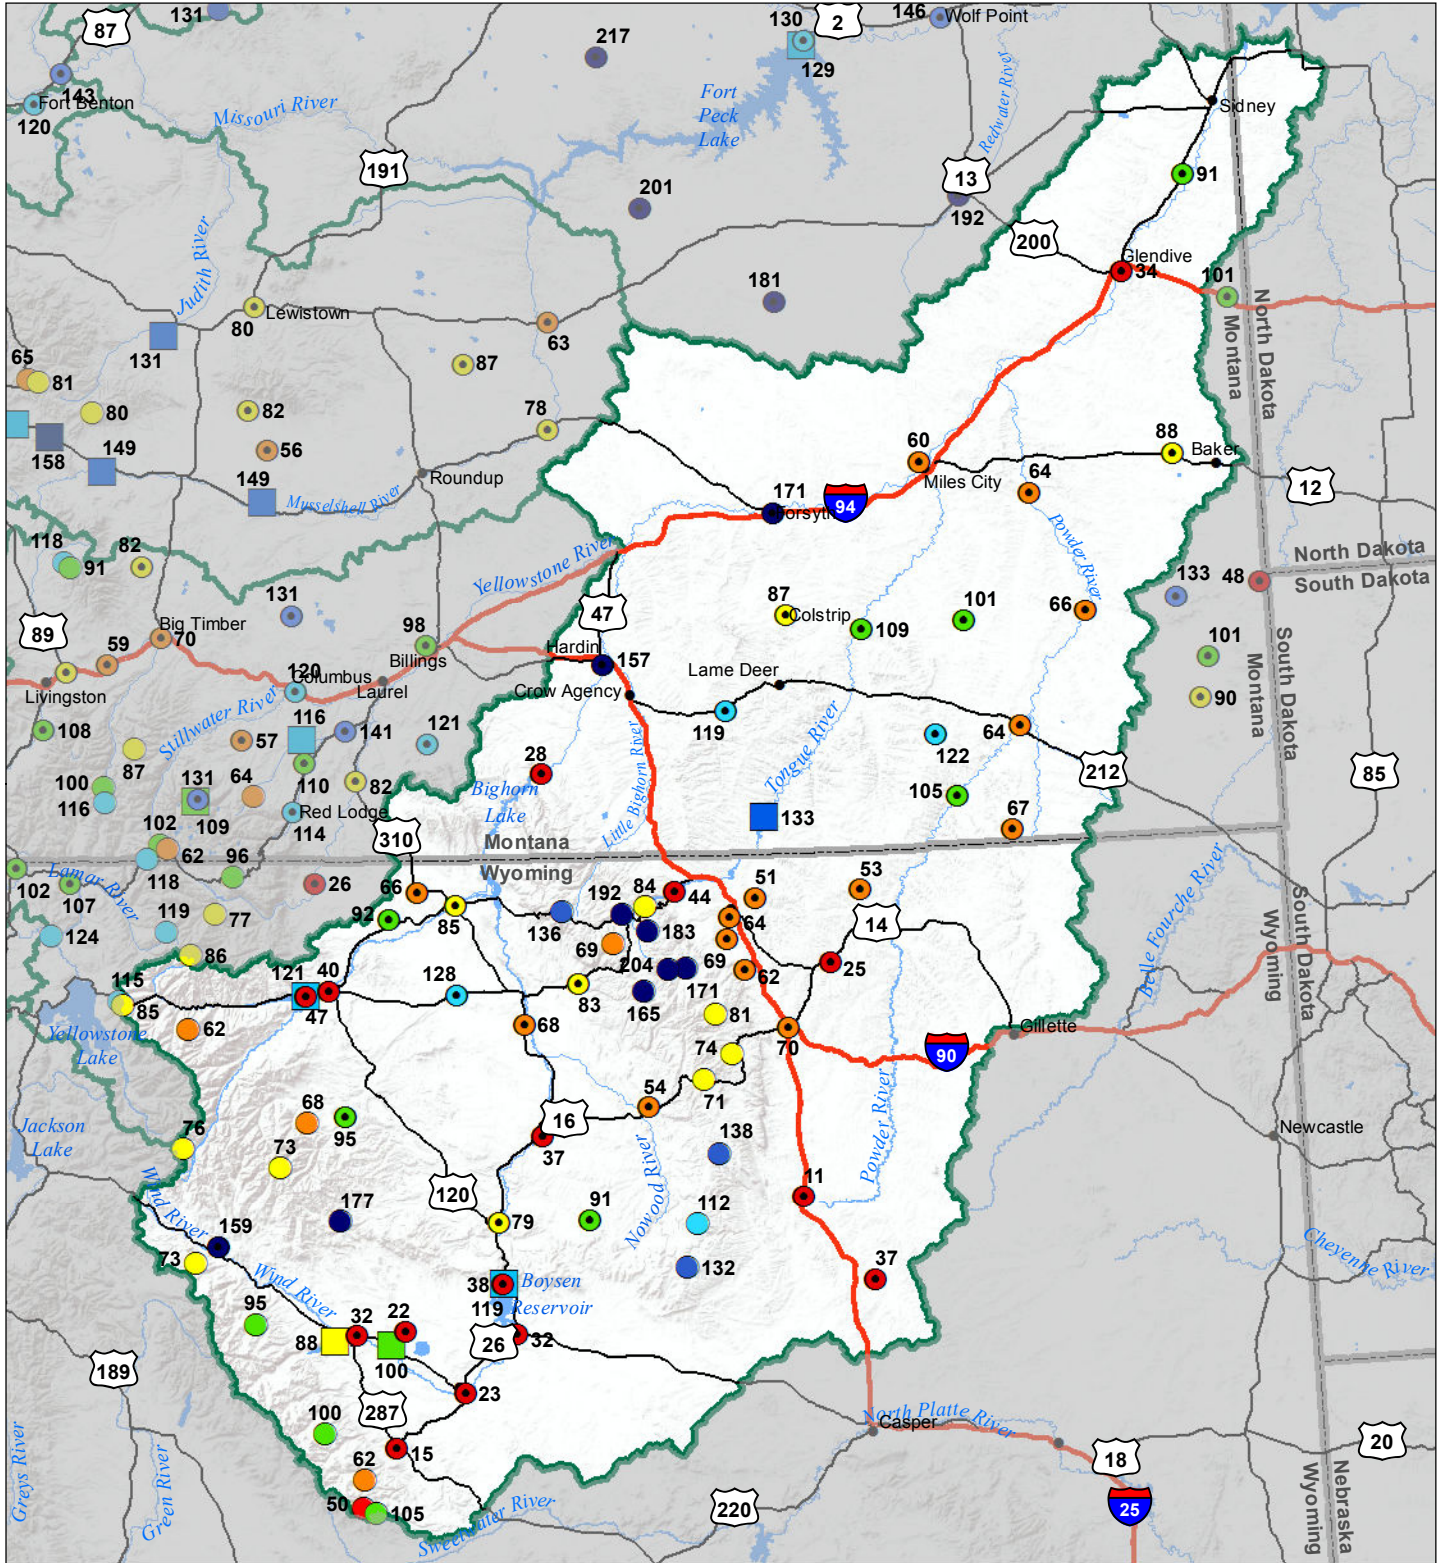 131
87
217
130
2
146
Wolf Point
129
143
Fort Benton
120
Missouri River
Fort
Peck
Lake
Redwater River
Sidney
191
13
91
201
192
Judith River
200
Glendive
34
101
181
80
Lewistown
63
131
North Dakota
Montana
65
81
87
80
82
78
158
149
56
60
88
Baker
149
Roundup
Miles City
64
12
Musselshell River
171
Forsyth
94
Powder River
118
91
82
Yellowstone River
North Dakota
South Dakota
133
48
131
47
87
Colstrip
101
66
89
Big Timber
70
98
109
59
Billings
Hardin
157
101
South Dakota
Montana
Livingston
120
Columbus
Laurel
Crow Agency
Lame Deer
90
108
Stillwater River
116
141
121
119
Little Bighorn River
Tongue River
122
64
87
57
110
28
212
85
100
116
131
109
64
82
Bighorn
Lake
105
Red Lodge
114
133
67
102
62
310
Montana
Wyoming
Belle Fourche River
102
Lamar River
107
118
96
26
66
192
84
44
51
53
119
77
92
85
136
183
64
14
South Dakota
Wyoming
124
86
69
204
69
25
115
121
40
128
171
62
85
47
83
165
81
Yellowstone
Lake
62
68
74
70
90
Gillette
54
71
Jackson
Lake
76
68
95
16
37
138
Powder River
Newcastle
73
Nowood River
11
Wind River
177
120
79
91
112
159
73
Wind River
38
119
Boysen
Reservoir
132
37
Cheyenne River
95
32
22
88
100
26
32
189
23
287
100
15
North Platte River
Casper
18
20
62
50
105
Sweetwater River
220
25
Greys River
Green River
Nebraska
Wyoming